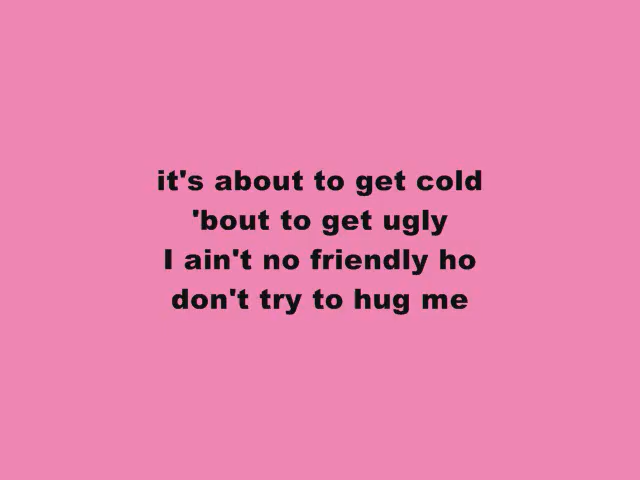 it's about to get cold
'bout to get ugly
I ain't no friendly ho
don't try to hug me